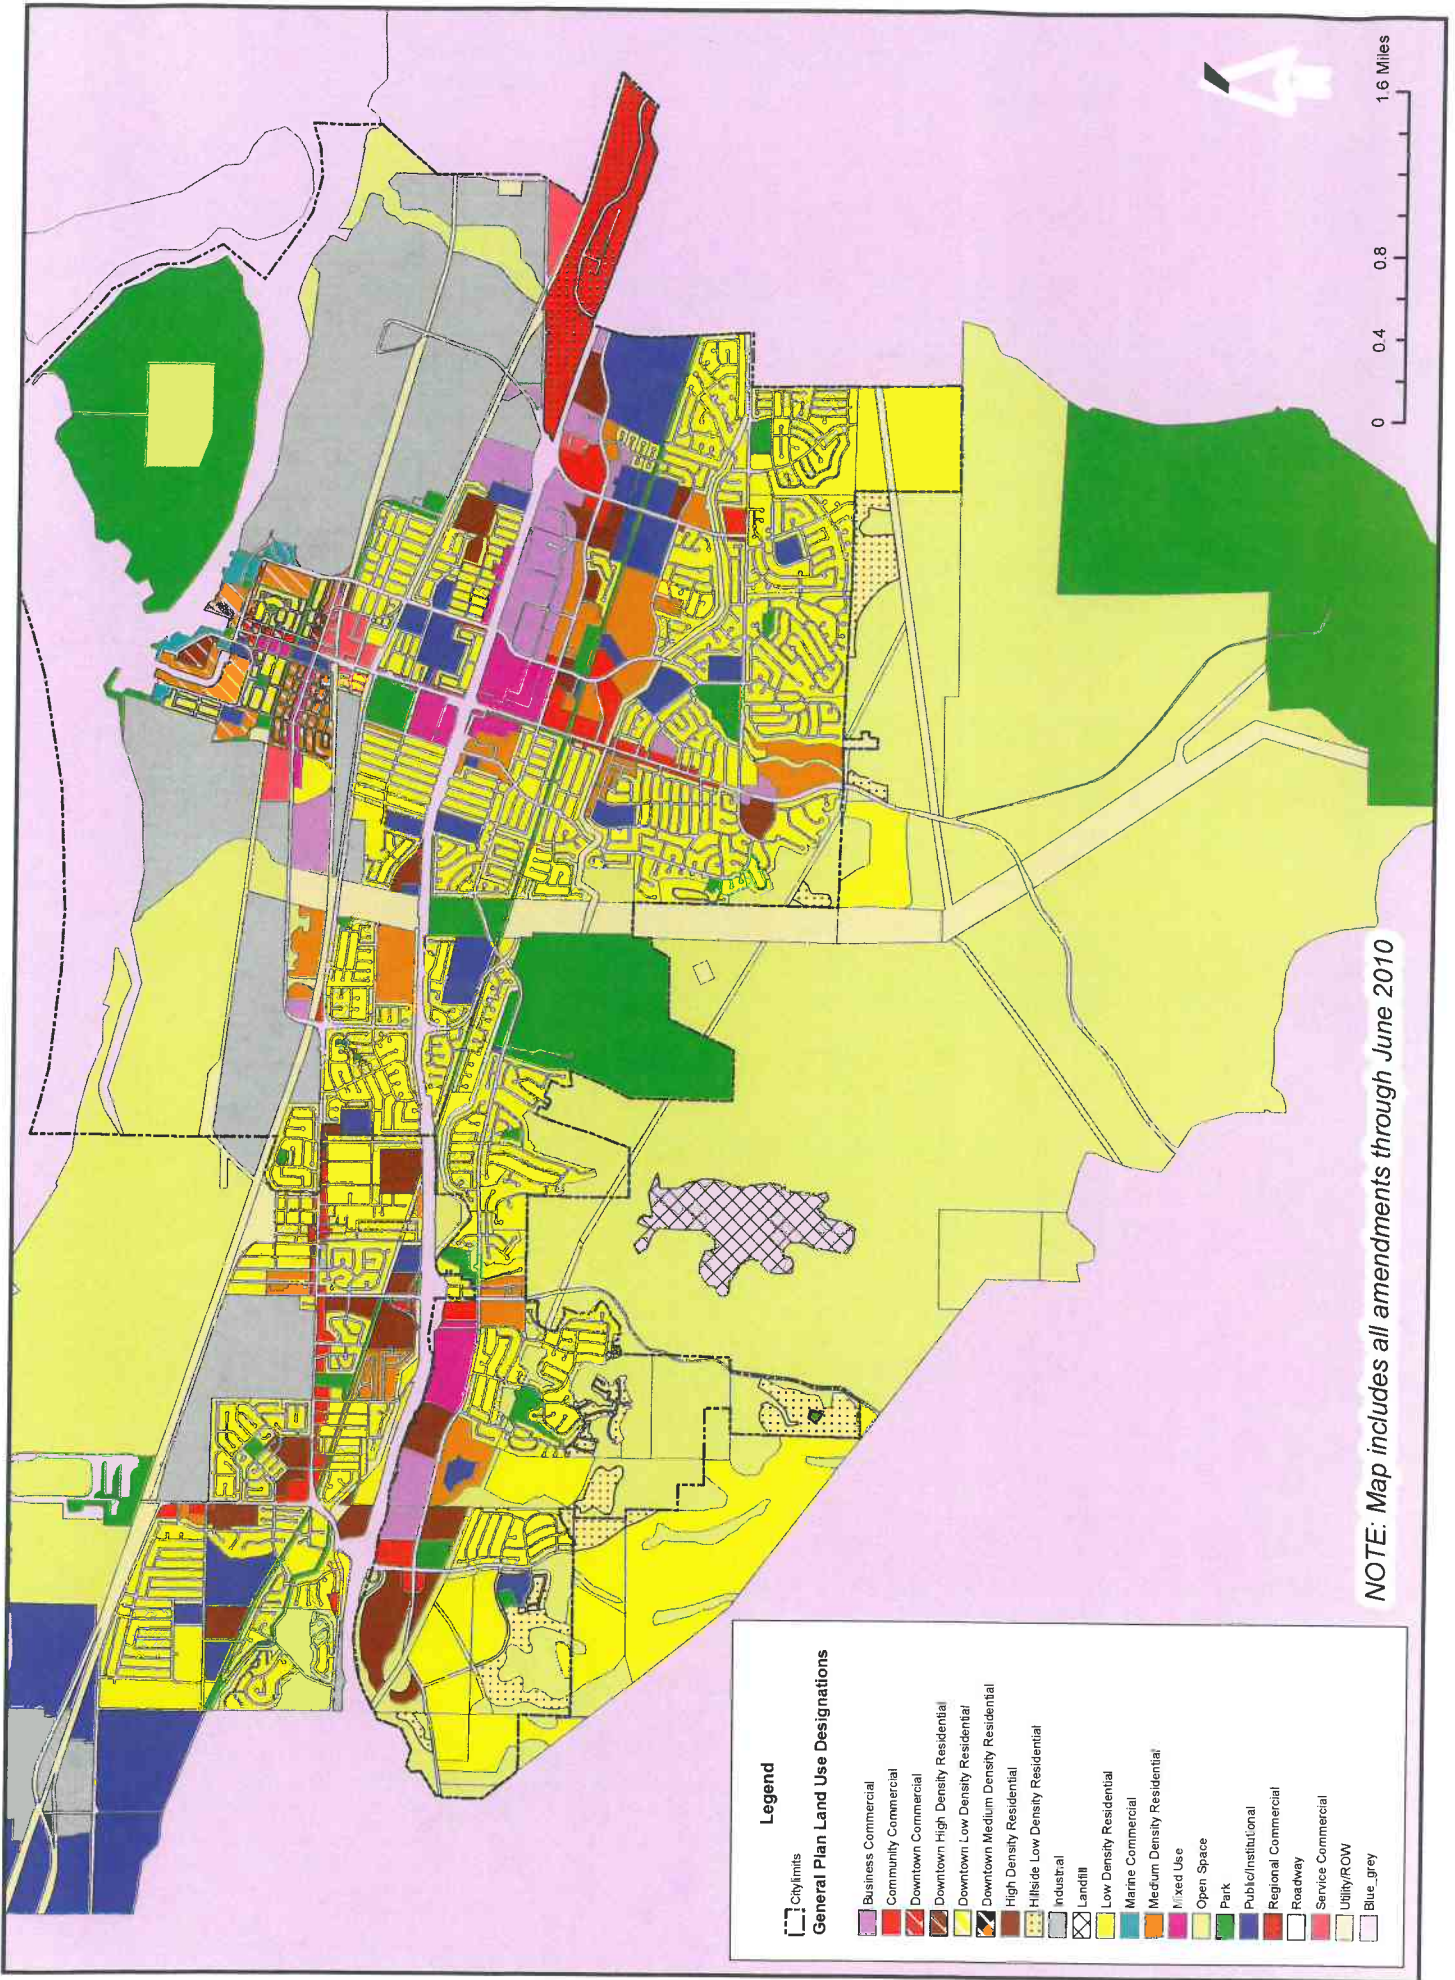 Legend
Citylimits
General Plan Land Use Designations
Business Commercial
Community Commercial
Downtown Commercial
Downtown High Density Residential
Downtown Low Density Residential
Downtown Medium Density Residential
High Density Residential
Hillside Low Density Residential
Industrial
Landfill
Low Density Residential
Marine Commercial
Medium Density Residential
Mixed Use
Open Space
Park
Public/Institutional
Regional Commercial
Roadway
Service Commercial
Utility/ROW
Blue_grey
NOTE: Map includes all amendments through June 2010
0 0.4 0.8 1.6 Miles